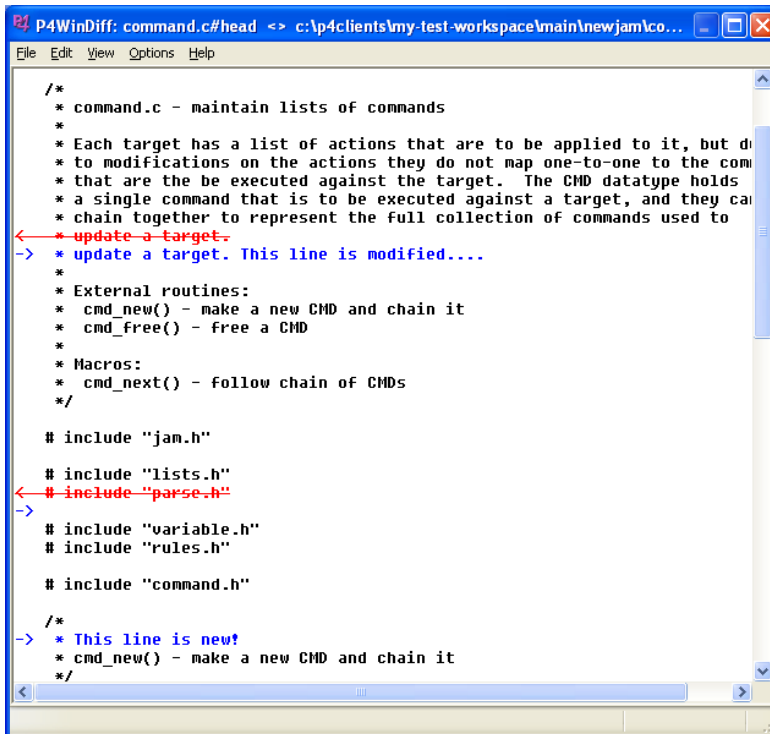 P4 P4WinDiff: command.c#head <> c:\p4clients\my-test-workspace\main\newjam\co...
File Edit View Options Help
/*
* command.c - maintain lists of commands
*
* Each target has a list of actions that are to be applied to it, but d
* to modifications on the actions they do not map one-to-one to the com
* that are the be executed against the target.  The CMD datatype holds
* a single command that is to be executed against a target, and they ca
* chain together to represent the full collection of commands used to
<- * update a target.
-> * update a target. This line is modified....
*
* External routines:
*  cmd_new() - make a new CMD and chain it
*  cmd_free() - free a CMD
*
* Macros:
*  cmd_next() - follow chain of CMDs
*/
# include "jam.h"
# include "lists.h"
<- # include "parse.h"
->
# include "variable.h"
# include "rules.h"
# include "command.h"
/*
-> * This line is new!
* cmd_new() - make a new CMD and chain it
*/